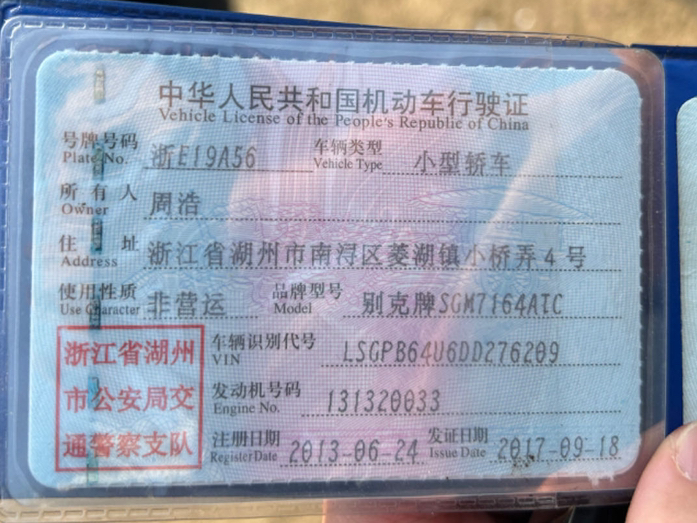 中华人民共和国机动车行驶证
Vehicle License of the People's Republic of China
号牌号码 浙E19A56 车辆类型 小型轿车
Plate No. Vehicle Type
所有人 周浩
Owner
住址 浙江省湖州市南浔区菱湖镇小桥弄4号
Address
使用性质 非营运 品牌型号 别克牌SGM7164ATC
Use Character Model
浙江省湖州
市公安局交
通警察支队
车辆识别代号 LSGPB64U6DD276209
VIN
发动机号码 131320033
Engine No.
注册日期 2013-06-24 发证日期 2017-09-18
Register Date Issue Date